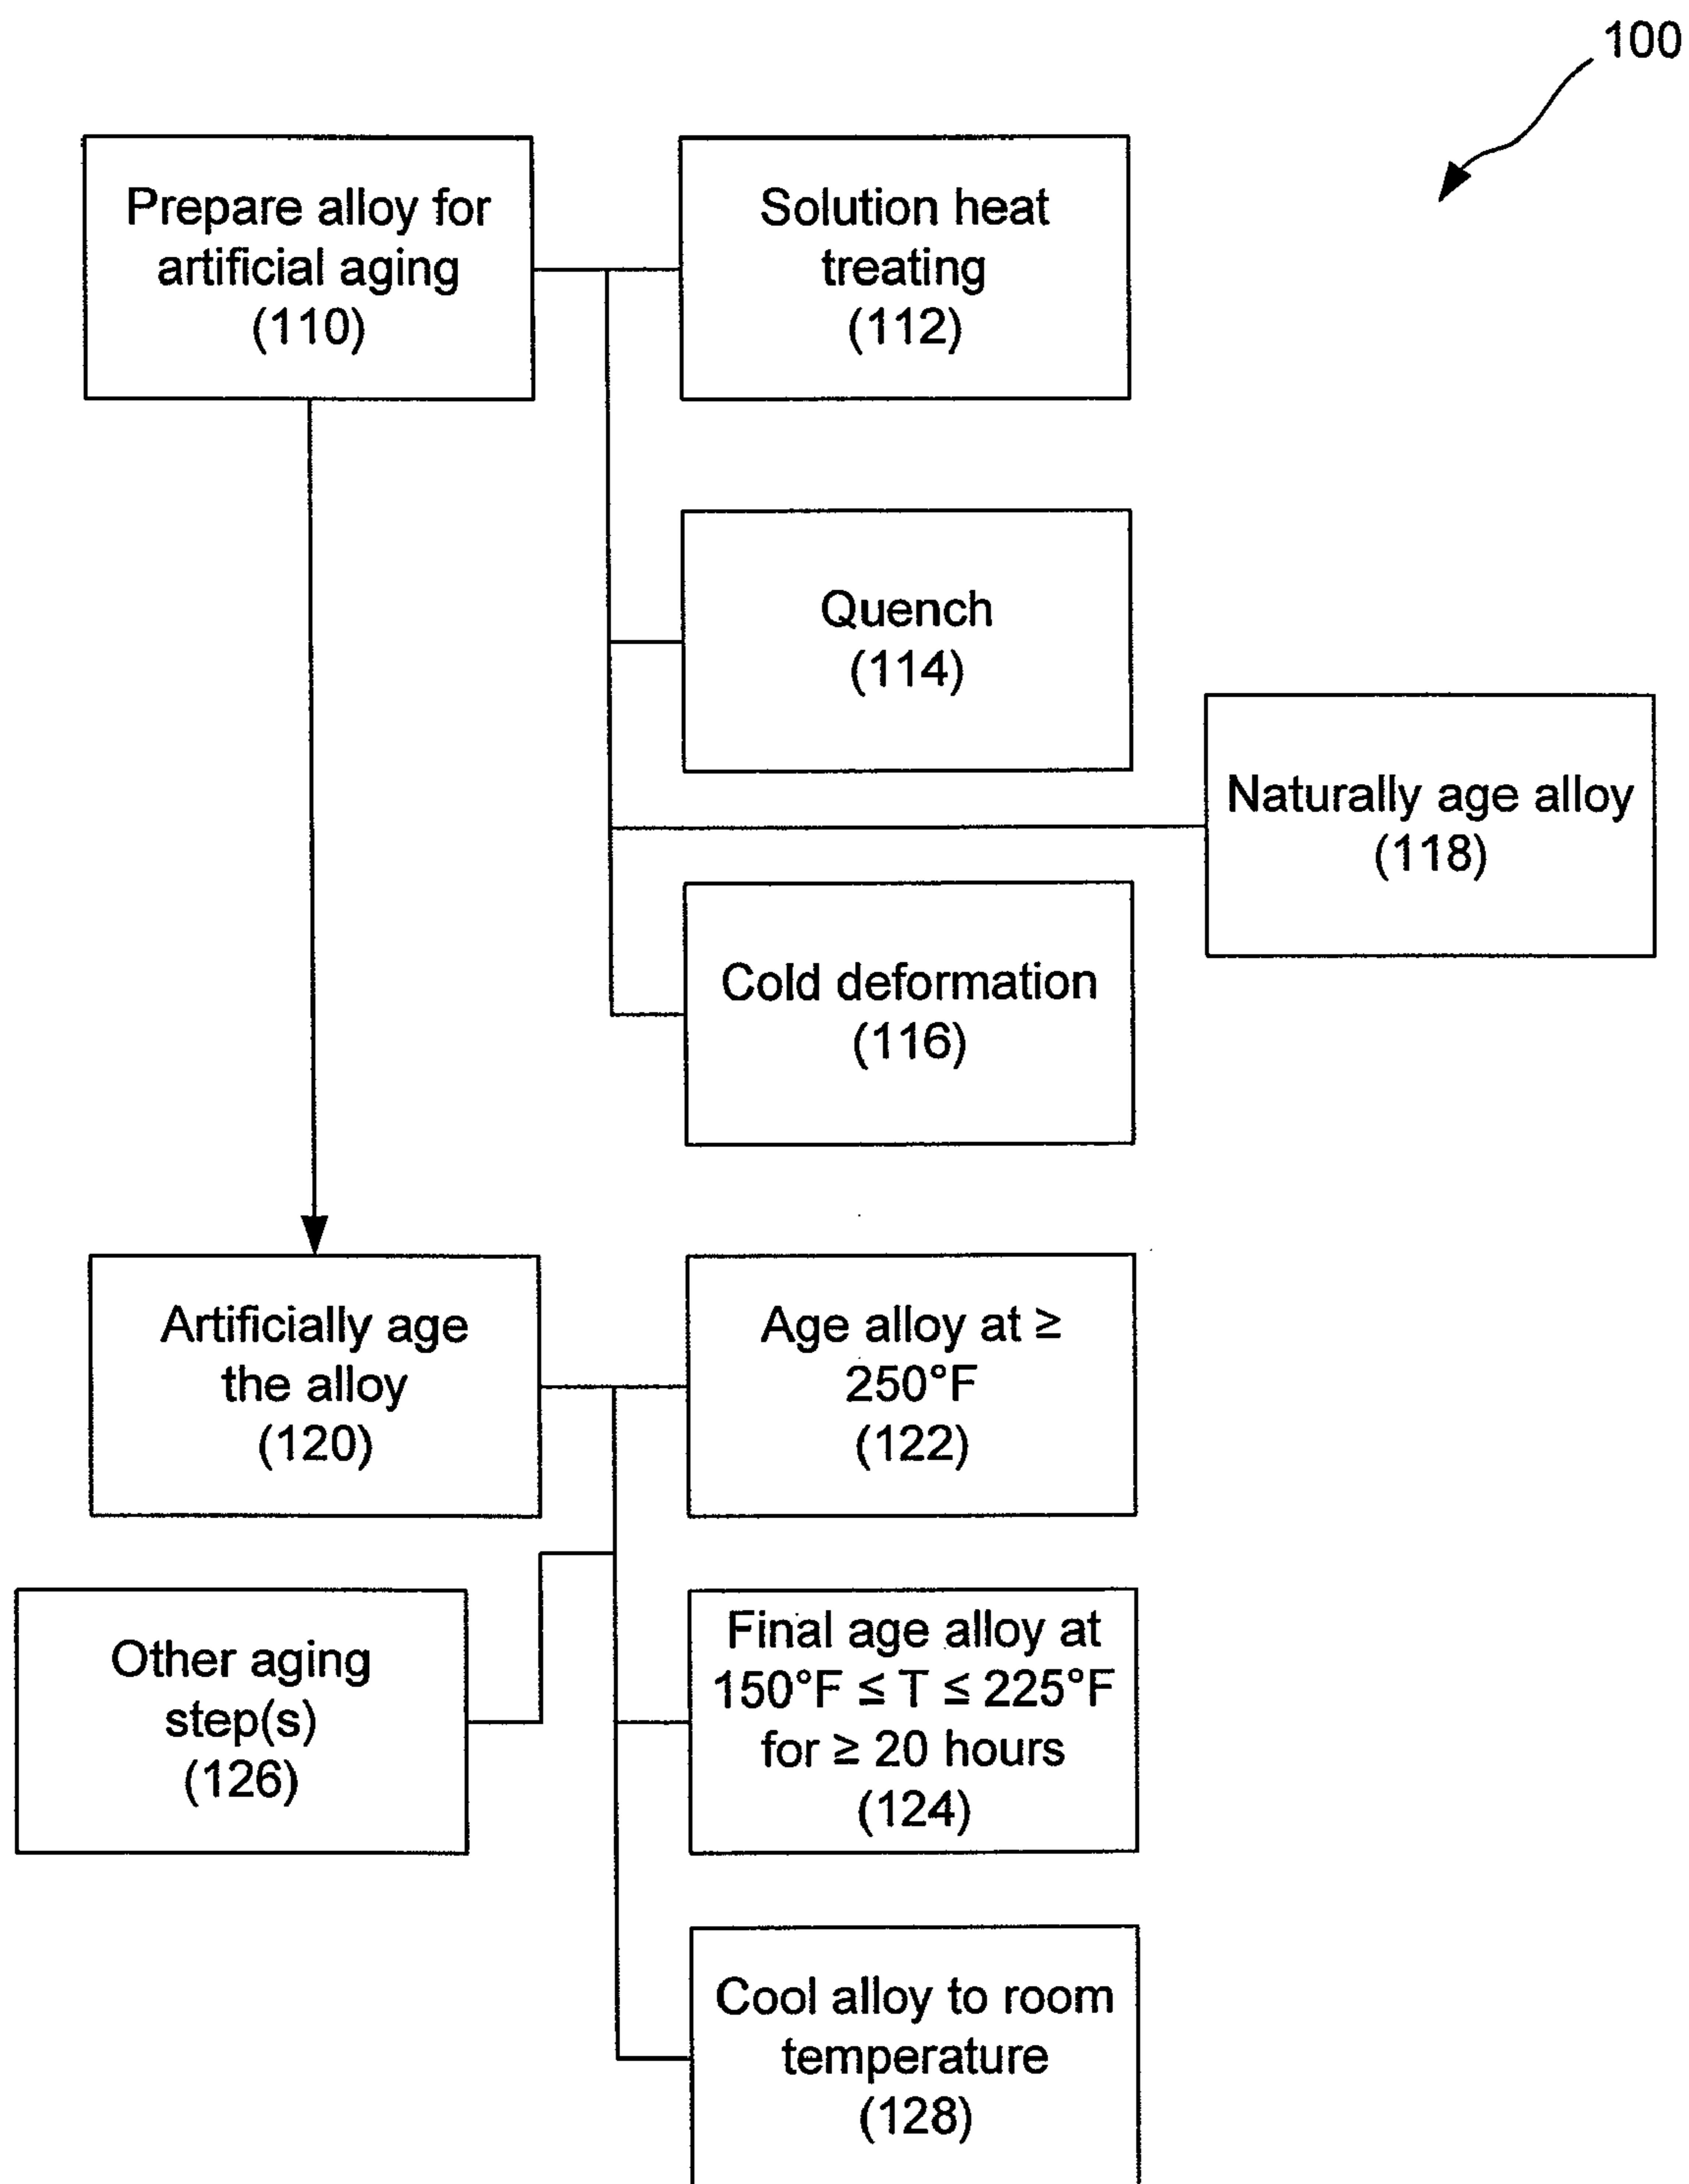 100
Prepare alloy for
artificial aging
(110)
Solution heat
treating
(112)
Quench
(114)
Naturally age alloy
(118)
Cold deformation
(116)
Artificially age
the alloy
(120)
Age alloy at ≥
250°F
(122)
Other aging
step(s)
(126)
Final age alloy at
150°F ≤ T ≤ 225°F
for ≥ 20 hours
(124)
Cool alloy to room
temperature
(128)